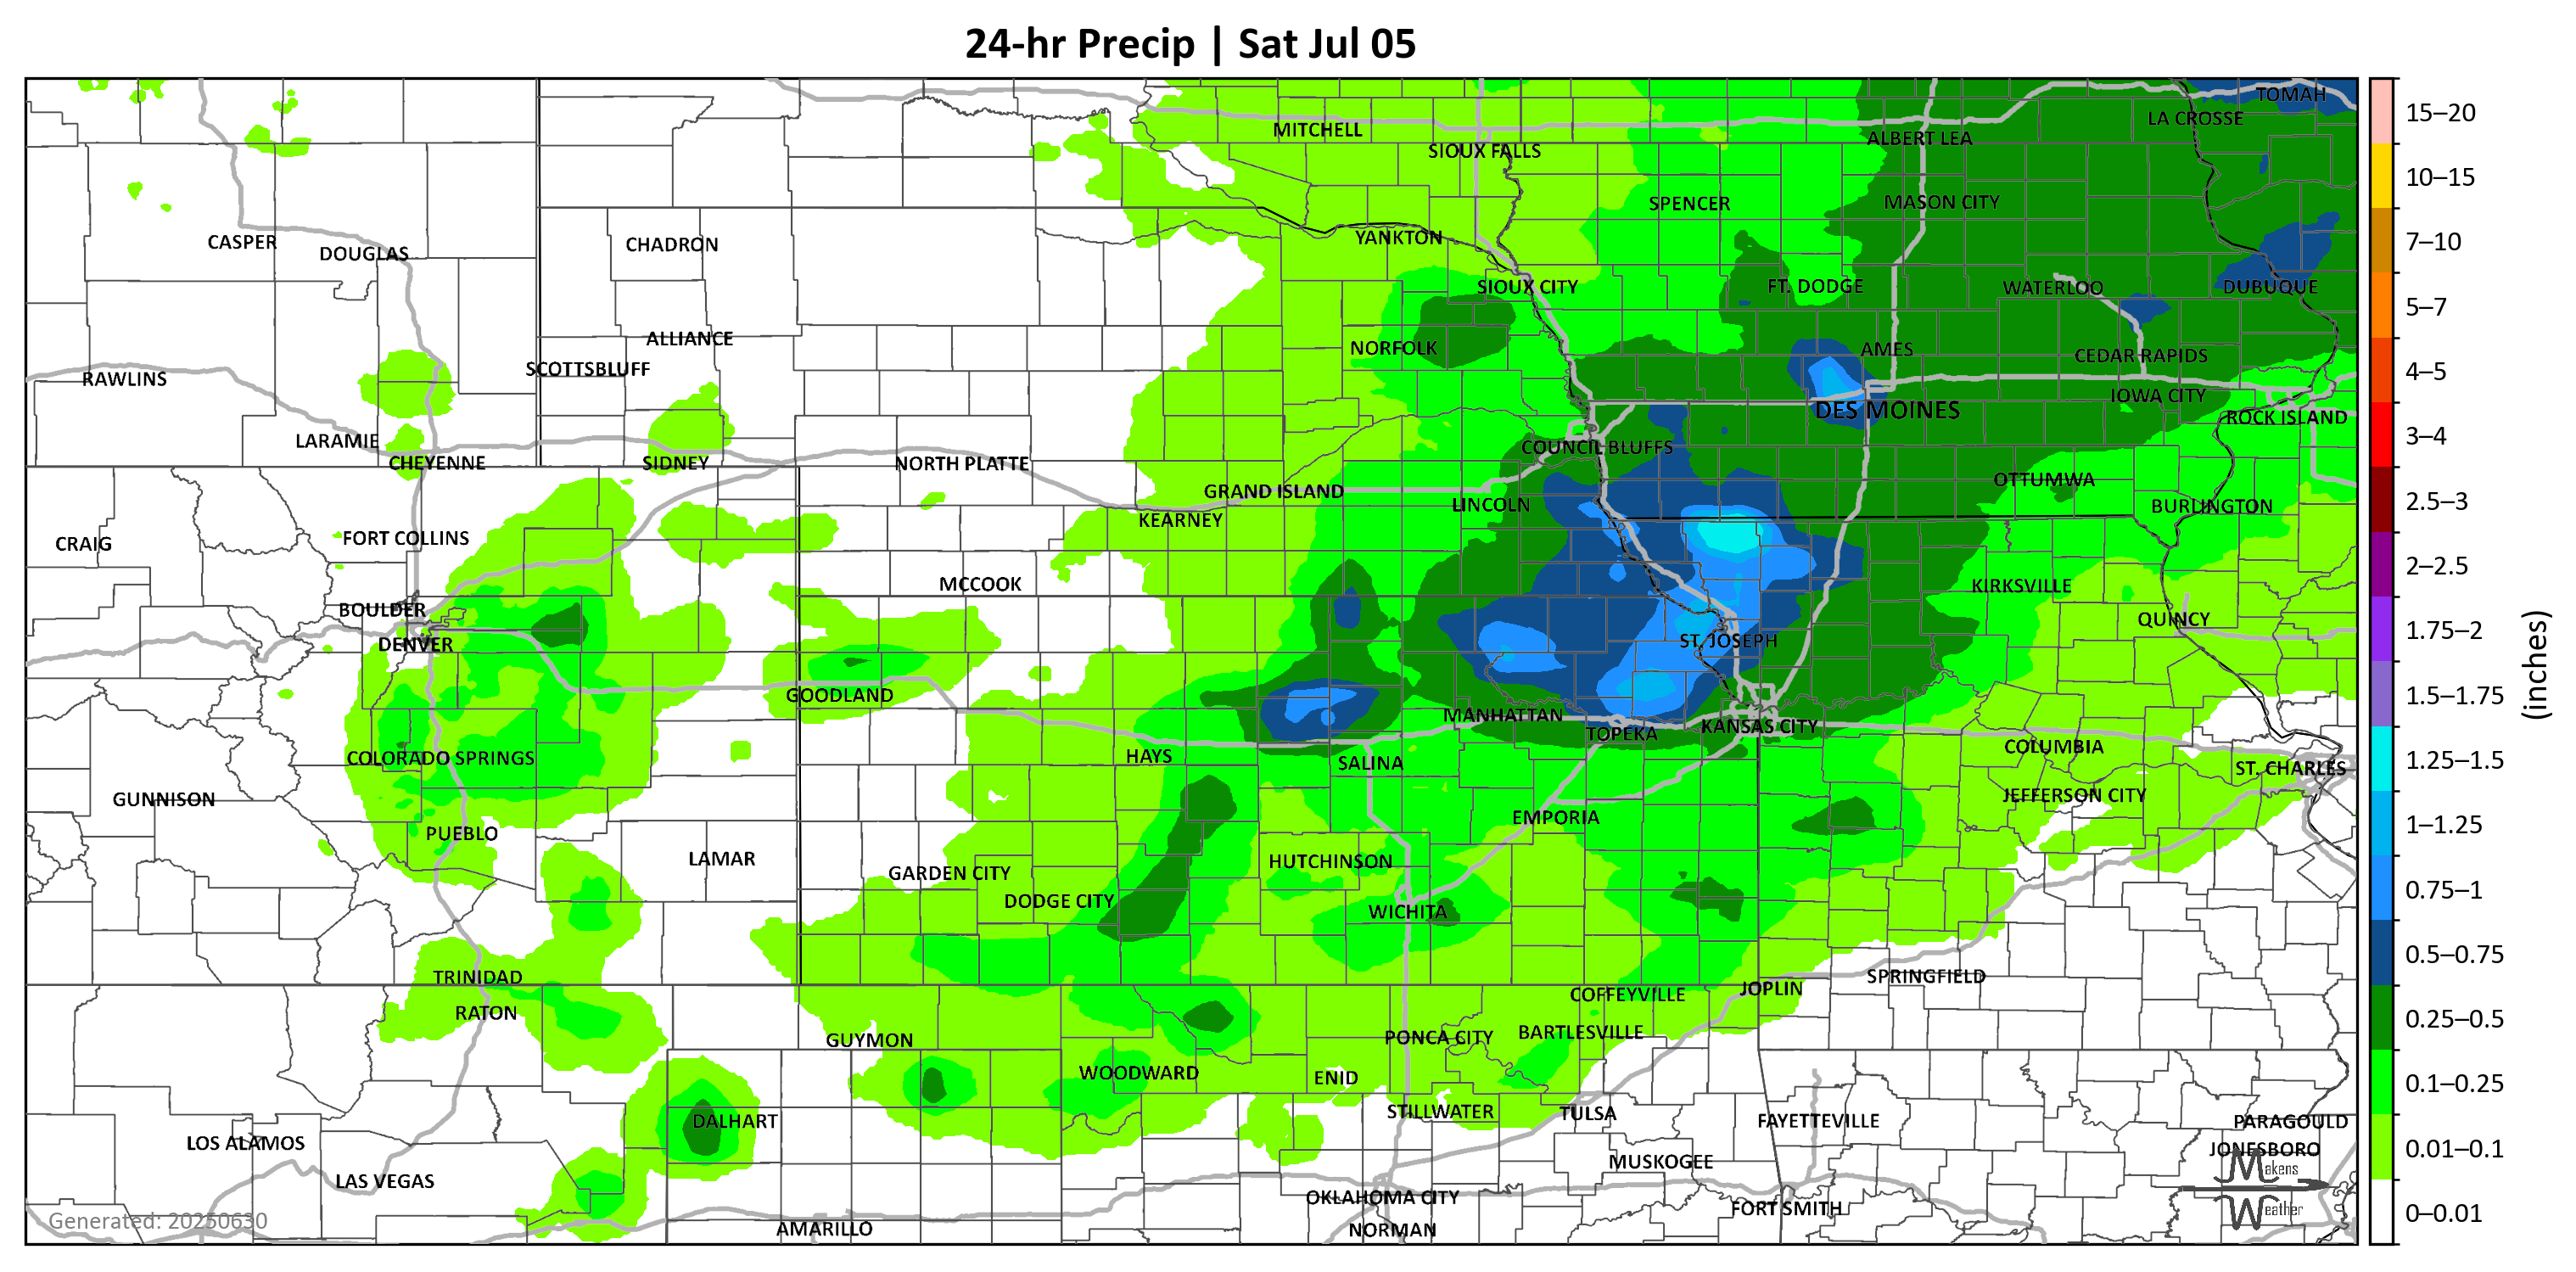 24-hr Precip | Sat Jul 05
TOMAH
15–20
LA CROSSE
MITCHELL
ALBERT LEA
SIOUX FALLS
10–15
SPENCER
MASON CITY
YANKTON
CASPER
CHADRON
7–10
DOUGLAS
SIOUX CITY
FT. DODGE
WATERLOO
DUBUQUE
5–7
ALLIANCE
NORFOLK
AMES
CEDAR RAPIDS
SCOTTSBLUFF
4–5
RAWLINS
IOWA CITY
DES MOINES
ROCK ISLAND
3–4
LARAMIE
COUNCIL BLUFFS
CHEYENNE
SIDNEY
NORTH PLATTE
OTTUMWA
GRAND ISLAND
2.5–3
LINCOLN
BURLINGTON
KEARNEY
FORT COLLINS
CRAIG
2–2.5
MCCOOK
KIRKSVILLE
BOULDER
QUINCY
1.75–2
DENVER
ST. JOSEPH
(inches)
GOODLAND
1.5–1.75
MANHATTAN
KANSAS CITY
TOPEKA
COLUMBIA
HAYS
COLORADO SPRINGS
1.25–1.5
SALINA
ST. CHARLES
JEFFERSON CITY
GUNNISON
EMPORIA
1–1.25
PUEBLO
LAMAR
HUTCHINSON
GARDEN CITY
0.75–1
DODGE CITY
WICHITA
0.5–0.75
TRINIDAD
SPRINGFIELD
JOPLIN
COFFEYVILLE
RATON
0.25–0.5
BARTLESVILLE
PONCA CITY
GUYMON
WOODWARD
ENID
0.1–0.25
STILLWATER
TULSA
DALHART
FAYETTEVILLE
PARAGOULD
LOS ALAMOS
JONESBORO
0.01–0.1
MUSKOGEE
Makens
LAS VEGAS
OKLAHOMA CITY
FORT SMITH
Weather
0–0.01
Generated: 20250630
AMARILLO
NORMAN